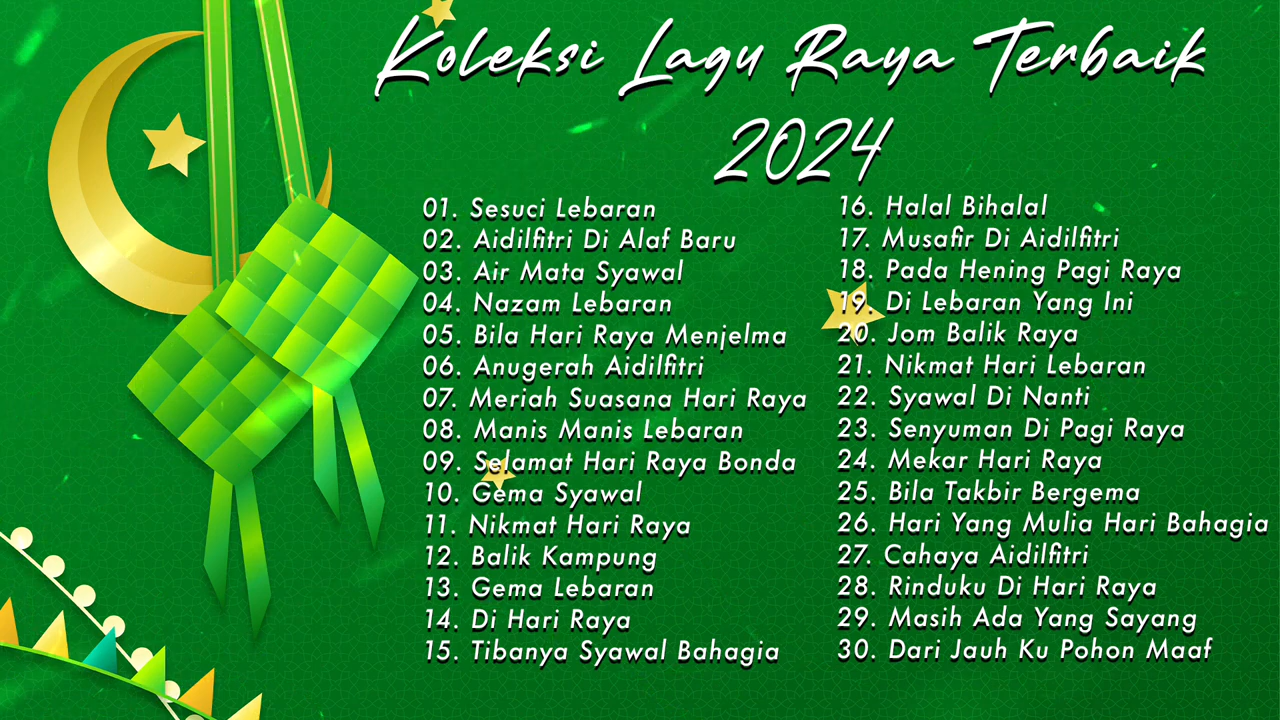 Koleksi Lagu Raya Terbaik
2024
01. Sesuci Lebaran
02. Aidilfitri Di Alaf Baru
03. Air Mata Syawal
04. Nazam Lebaran
05. Bila Hari Raya Menjelma
06. Anugerah Aidilfitri
07. Meriah Suasana Hari Raya
08. Manis Manis Lebaran
09. Selamat Hari Raya Bonda
10. Gema Syawal
11. Nikmat Hari Raya
12. Balik Kampung
13. Gema Lebaran
14. Di Hari Raya
15. Tibanya Syawal Bahagia
16. Halal Bihalal
17. Musafir Di Aidilfitri
18. Pada Hening Pagi Raya
19. Di Lebaran Yang Ini
20. Jom Balik Raya
21. Nikmat Hari Lebaran
22. Syawal Di Nanti
23. Senyuman Di Pagi Raya
24. Mekar Hari Raya
25. Bila Takbir Bergema
26. Hari Yang Mulia Hari Bahagia
27. Cahaya Aidilfitri
28. Rinduku Di Hari Raya
29. Masih Ada Yang Sayang
30. Dari Jauh Ku Pohon Maaf